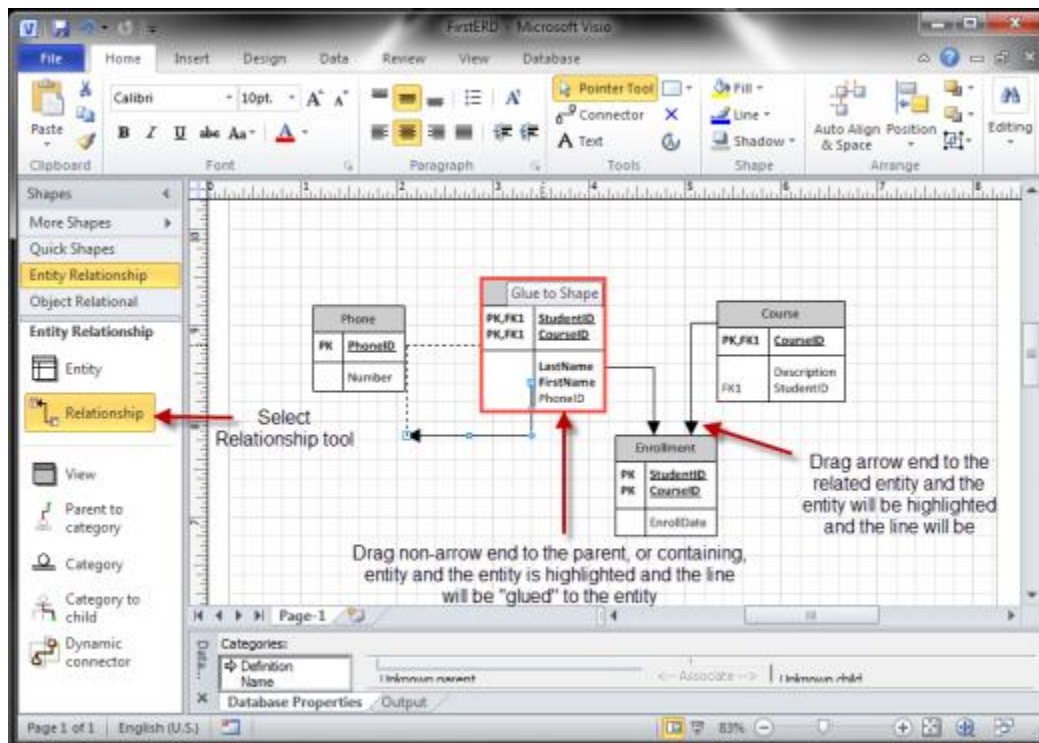 FirstERD - Microsoft Visio
File Home Insert Design Data Review View Database
Paste
Clipboard
Calibri 10pt. A A
B I U abc Aa A
Font
Paragraph
Pointer Tool
Connector
A Text
Tools
Fill
Line
Shadow
Shape
Auto Align & Space
Position
Arrange
Editing
Shapes
More Shapes
Quick Shapes
Entity Relationship
Object Relational
Entity Relationship
Entity
Relationship
View
Parent to
category
Category
Category to
child
Dynamic
connector
Phone
PK PhoneID
Number
Glue to Shape
PK,FK1 StudentID
PK,FK1 CourseID
LastName
FirstName
PhoneID
Course
PK,FK1 CourseID
Description
FK1 StudentID
Enrollment
PK StudentID
PK CourseID
EnrollDate
Select
Relationship tool
Drag arrow end to the
related entity and the
entity will be highlighted
and the line will be
Drag non-arrow end to the parent, or containing,
entity and the entity is highlighted and the line
will be "glued" to the entity
Page-1
Data...
Categories:
Definition
Name
Unknown parent
<-- Associate -->
Unknown child
Database Properties Output
Page 1 of 1 English (U.S.) 83%